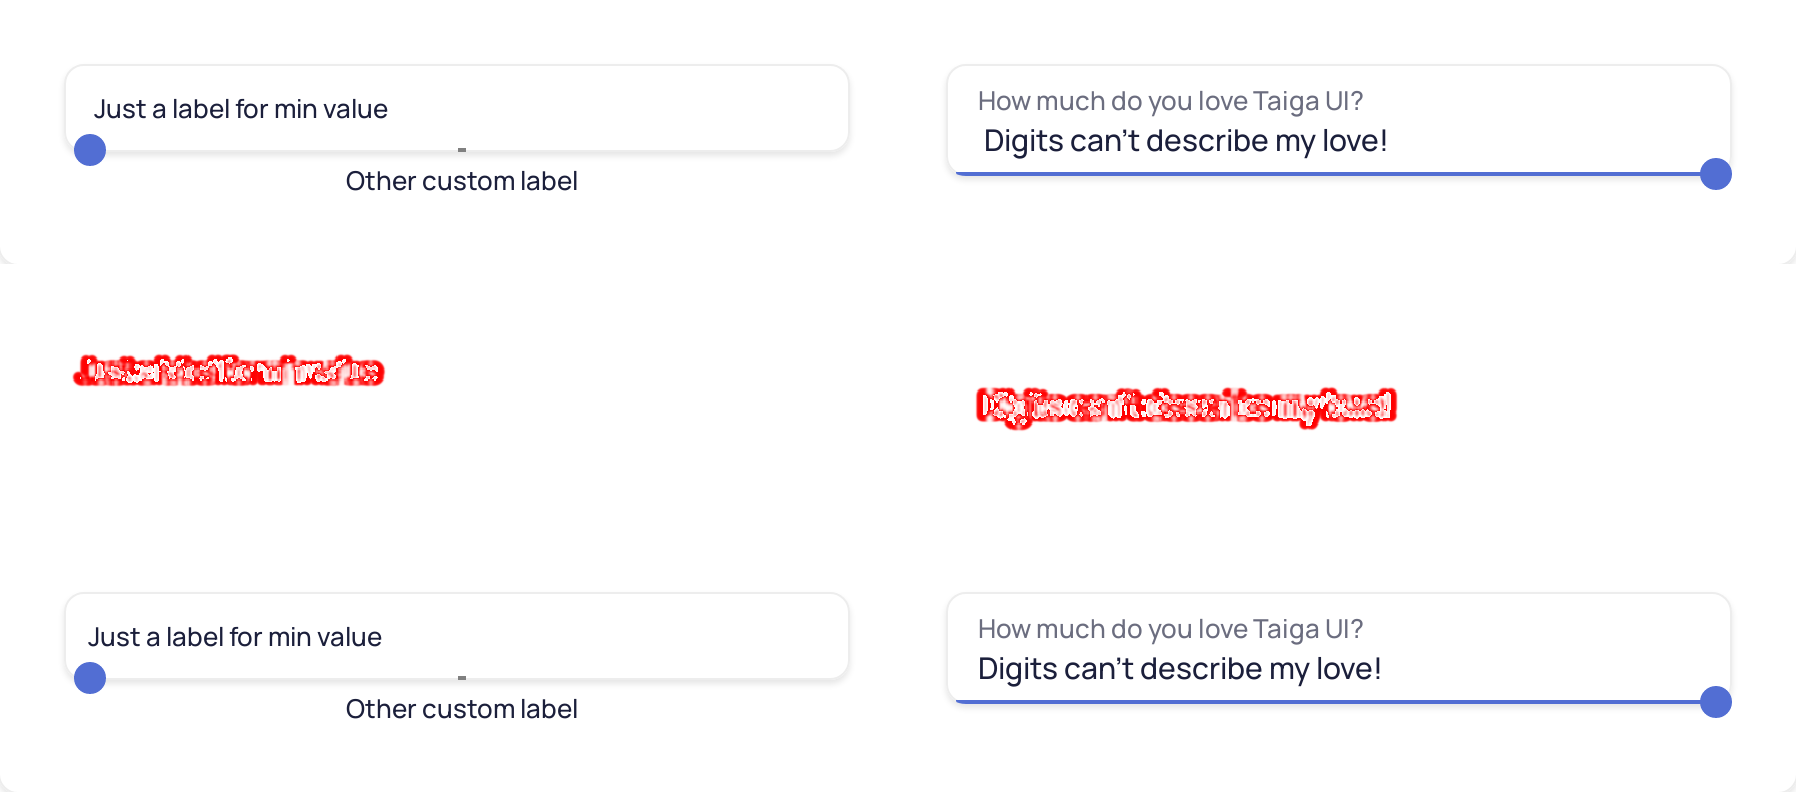 Just a label for min value
Other custom label
How much do you love Taiga UI?
Digits can't describe my love!
Just a label for min value
Other custom label
How much do you love Taiga UI?
Digits can't describe my love!